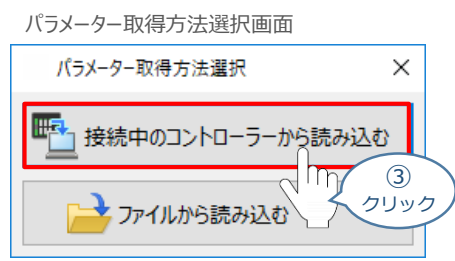 パラメーター取得方法選択画面
パラメーター取得方法選択
接続中のコントローラーから読み込む
③
クリック
ファイルから読み込む